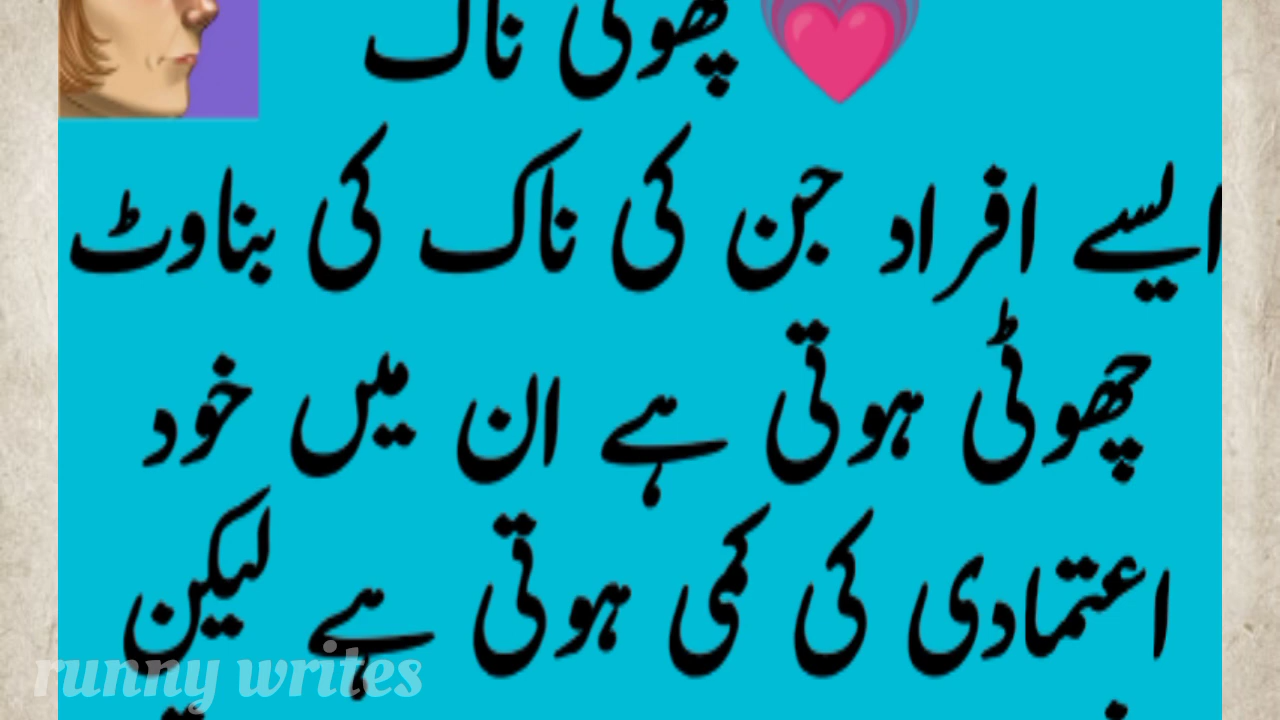 چھوٹی ناک
ایسے افراد جن کی ناک کی بناوٹ
چھوٹی ہوتی ہے ان میں خود
اعتمادی کی کمی ہوتی ہے لیکن
runny writes